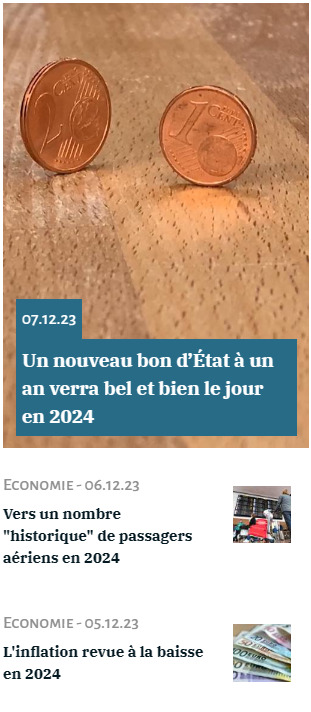 2
CENT
1
CENT
07.12.23
Un nouveau bon d’État à un
an verra bel et bien le jour
en 2024
Economie - 06.12.23
Vers un nombre
"historique" de passagers
aériens en 2024
Economie - 05.12.23
L'inflation revue à la baisse
en 2024